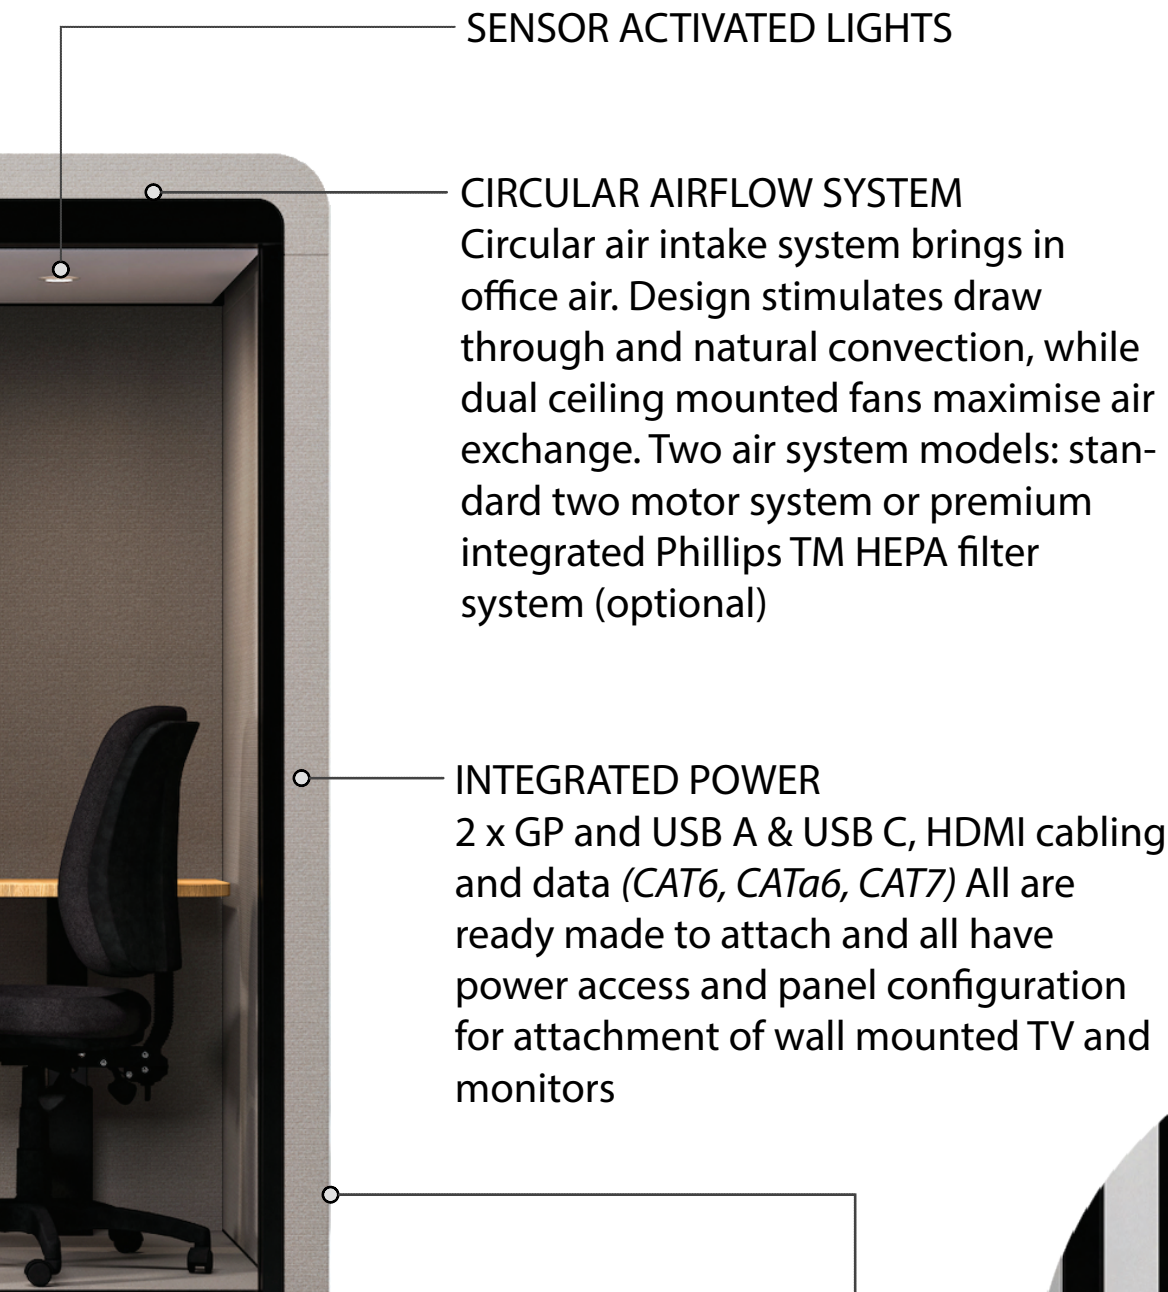 SENSOR ACTIVATED LIGHTS
CIRCULAR AIRFLOW SYSTEM
Circular air intake system brings in
office air. Design stimulates draw
through and natural convection, while
dual ceiling mounted fans maximise air
exchange. Two air system models: stan-
dard two motor system or premium
integrated Phillips TM HEPA filter
system (optional)
INTEGRATED POWER
2 x GP and USB A & USB C, HDMI cabling
and data (CAT6, CATa6, CAT7) All are
ready made to attach and all have
power access and panel configuration
for attachment of wall mounted TV and
monitors